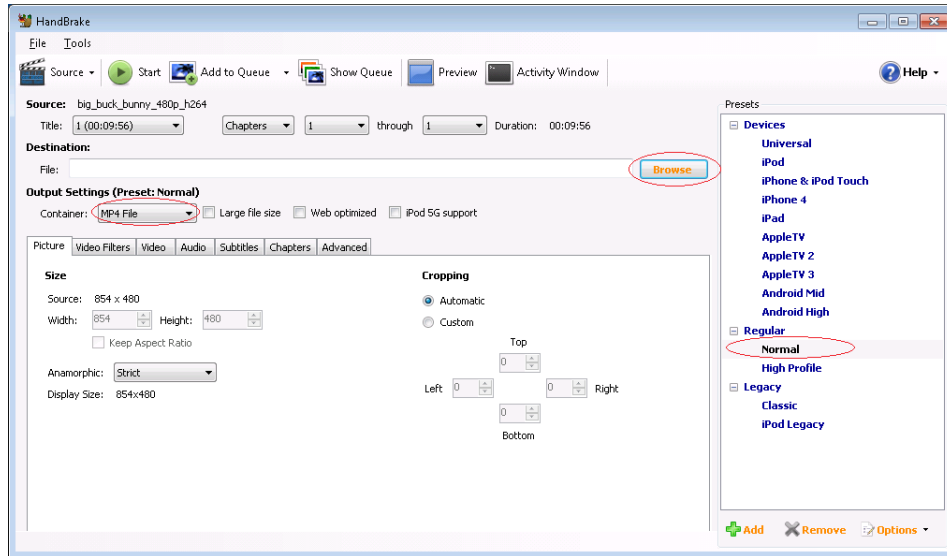 HandBrake
File Tools
Source Start Add to Queue Show Queue Preview Activity Window Help
Source: big_buck_bunny_480p_h264
Title: 1 (00:09:56) Chapters 1 through 1 Duration: 00:09:56
Destination:
File: Browse
Output Settings (Preset: Normal)
Container: MP4 File Large file size Web optimized iPod 5G support
Picture Video Filters Video Audio Subtitles Chapters Advanced
Size
Source: 854 x 480
Width: 854 Height: 480
Keep Aspect Ratio
Anamorphic: Strict
Display Size: 854x480
Cropping
Automatic
Custom
Top
0
Left 0 0 Right
0
Bottom
Presets
Devices
Universal
iPod
iPhone & iPod Touch
iPhone 4
iPad
AppleTV
AppleTV 2
AppleTV 3
Android Mid
Android High
Regular
Normal
High Profile
Legacy
Classic
iPod Legacy
Add Remove Options